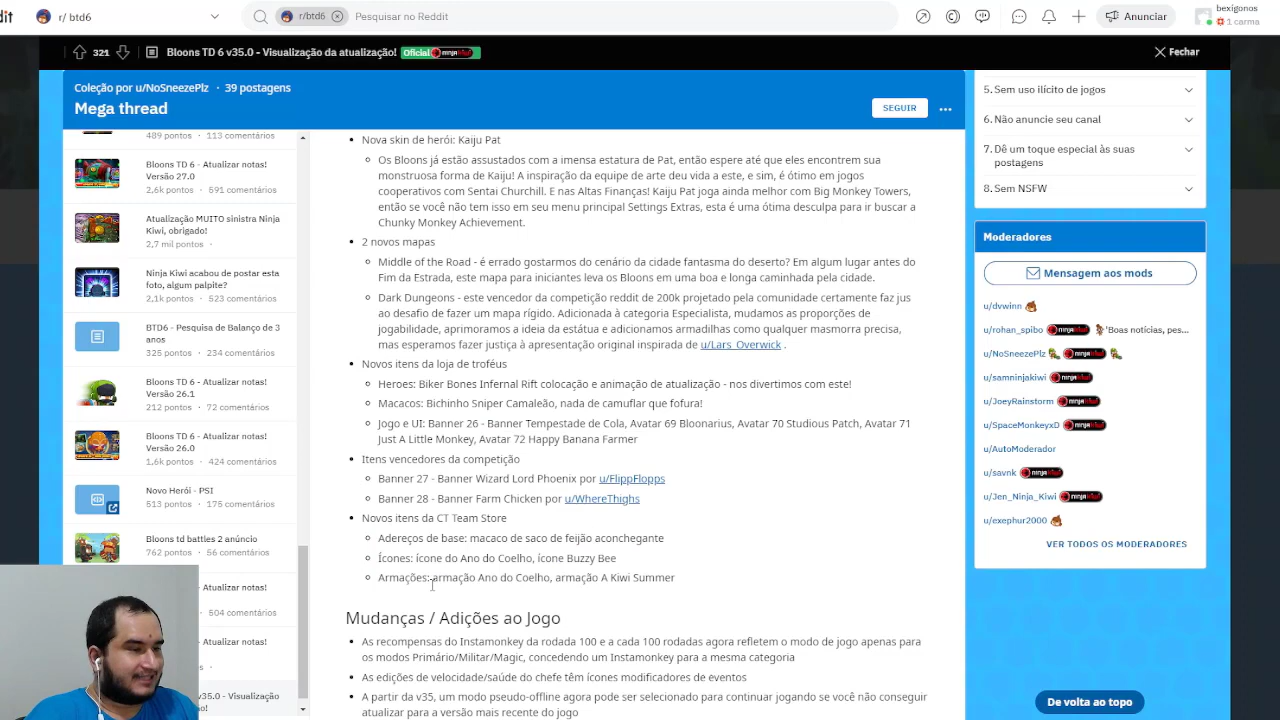 dit
r/ btd6
r/btd6
Pesquisar no Reddit
Anunciar
bexigonos
1 carma
321
Bloons TD 6 v35.0 - Visualização da atualização!
Oficial
Fechar
Coleção por u/NoSneezePlz · 39 postagens
Mega thread
SEGUIR
489 pontos · 113 comentários
Bloons TD 6 - Atualizar notas!
Versão 27.0
2,6k pontos · 591 comentários
Atualização MUITO sinistra Ninja
Kiwi, obrigado!
2,7 mil pontos ·
Ninja Kiwi acabou de postar esta
foto, algum palpite?
2,1k pontos · 523 comentários
BTD6 - Pesquisa de Balanço de 3
anos
325 pontos · 234 comentários
Bloons TD 6 - Atualizar notas!
Versão 26.1
212 pontos · 72 comentários
Bloons TD 6 - Atualizar notas!
Versão 26.0
1,6k pontos · 424 comentários
Novo Herói - PSI
513 pontos · 175 comentários
Bloons td battles 2 anúncio
762 pontos · 56 comentários
Atualizar notas!
· 504 comentários
Atualizar notas!
s ·
v35.0 - Visualização
o!
• Nova skin de herói: Kaiju Pat
Os Bloons já estão assustados com a imensa estatura de Pat, então espere até que eles encontrem sua
monstruosa forma de Kaiju! A inspiração da equipe de arte deu vida a este, e sim, é ótimo em jogos
cooperativos com Sentai Churchill. E nas Altas Finanças! Kaiju Pat joga ainda melhor com Big Monkey Towers,
então se você não tem isso em seu menu principal Settings Extras, esta é uma ótima desculpa para ir buscar a
Chunky Monkey Achievement.
• 2 novos mapas
Middle of the Road - é errado gostarmos do cenário da cidade fantasma do deserto? Em algum lugar antes do
Fim da Estrada, este mapa para iniciantes leva os Bloons em uma boa e longa caminhada pela cidade.
Dark Dungeons - este vencedor da competição reddit de 200k projetado pela comunidade certamente faz jus
ao desafio de fazer um mapa rígido. Adicionada à categoria Especialista, mudamos as proporções de
jogabilidade, aprimoramos a ideia da estátua e adicionamos armadilhas como qualquer masmorra precisa,
mas esperamos fazer justiça à apresentação original inspirada de u/Lars_Overwick .
• Novos itens da loja de troféus
Heroes: Biker Bones Infernal Rift colocação e animação de atualização - nos divertimos com este!
Macacos: Bichinho Sniper Camaleão, nada de camuflar que fofura!
Jogo e UI: Banner 26 - Banner Tempestade de Cola, Avatar 69 Bloonarius, Avatar 70 Studious Patch, Avatar 71
Just A Little Monkey, Avatar 72 Happy Banana Farmer
• Itens vencedores da competição
Banner 27 - Banner Wizard Lord Phoenix por u/FlippFlopps
Banner 28 - Banner Farm Chicken por u/WhereThighs
• Novos itens da CT Team Store
Adereços de base: macaco de saco de feijão aconchegante
Ícones: ícone do Ano do Coelho, ícone Buzzy Bee
Armações: armação Ano do Coelho, armação A Kiwi Summer
Mudanças / Adições ao Jogo
• As recompensas do Instamonkey da rodada 100 e a cada 100 rodadas agora refletem o modo de jogo apenas para
os modos Primário/Militar/Magic, concedendo um Instamonkey para a mesma categoria
• As edições de velocidade/saúde do chefe têm ícones modificadores de eventos
• A partir da v35, um modo pseudo-offline agora pode ser selecionado para continuar jogando se você não conseguir
atualizar para a versão mais recente do jogo
5. Sem uso ilícito de jogos
6. Não anuncie seu canal
7. Dê um toque especial às suas
postagens
8. Sem NSFW
Moderadores
Mensagem aos mods
u/dvwinn
u/rohan_spibo 'Boas notícias, pes...
u/NoSneezePlz
u/samninjakiwi
u/JoeyRainstorm
u/SpaceMonkeyxD
u/AutoModerador
u/savnk
u/Jen_Ninja_Kiwi
u/exephur2000
VER TODOS OS MODERADORES
De volta ao topo